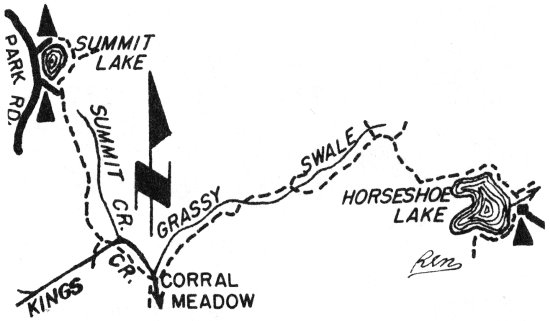 PARK RD.
SUMMIT
LAKE
SUMMIT CR.
GRASSY SWALE
HORSESHOE
LAKE
KINGS CR.
CORRAL
MEADOW